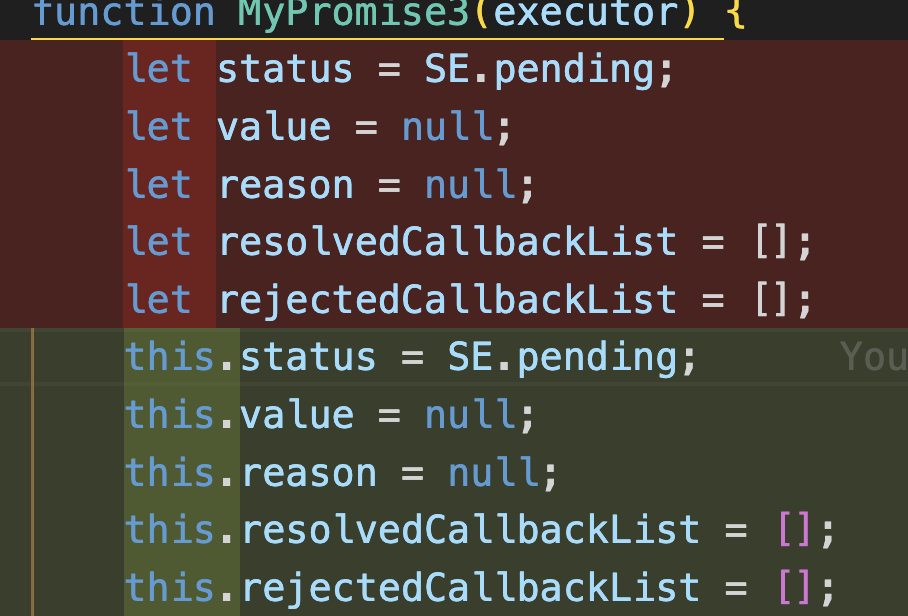 function MyPromise3(executor) {
let status = SE.pending;
let value = null;
let reason = null;
let resolvedCallbackList = [];
let rejectedCallbackList = [];
this.status = SE.pending; You
this.value = null;
this.reason = null;
this.resolvedCallbackList = [];
this.rejectedCallbackList = [];